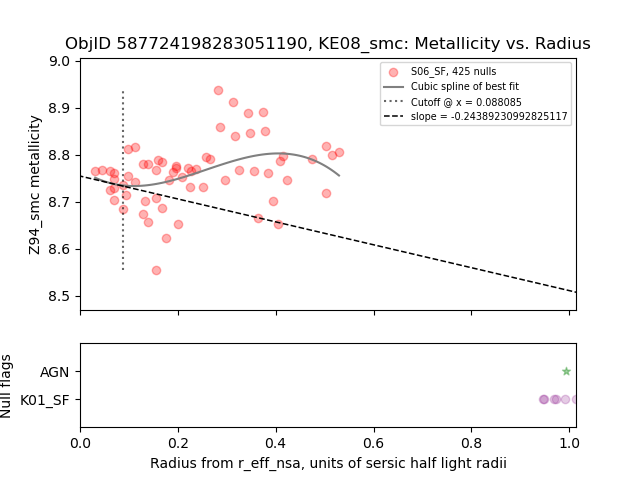 ObjID 587724198283051190, KE08_smc: Metallicity vs. Radius
9.0
8.9
8.8
8.7
8.6
8.5
Z94_smc metallicity
S06_SF, 425 nulls
Cubic spline of best fit
Cutoff @ x = 0.088085
slope = -0.24389230992825117
Null flags
AGN
K01_SF
0.0 0.2 0.4 0.6 0.8 1.0
Radius from r_eff_nsa, units of sersic half light radii